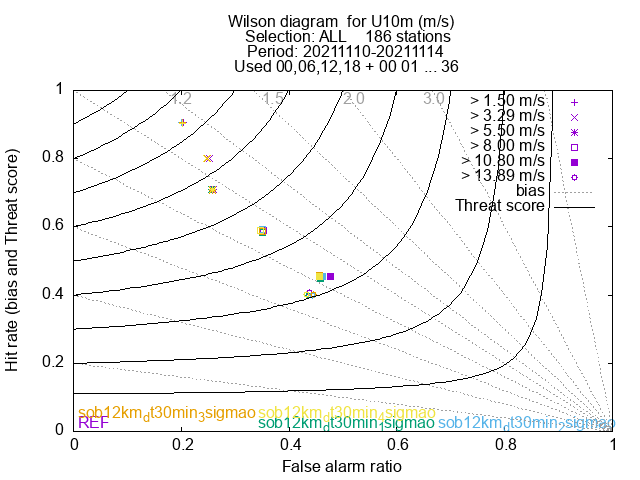 Wilson diagram  for U10m (m/s)
Selection: ALL    186 stations
Period: 20211110-20211114
Used 00,06,12,18 + 00 01 ... 36
1.2 1.5 2.0 3.0
> 1.50 m/s
> 3.29 m/s
> 5.50 m/s
> 8.00 m/s
> 10.80 m/s
> 13.89 m/s
bias
Threat score
1
0.8
0.6
0.4
0.2
0
Hit rate (bias and Threat score)
sob12km_dt30min_3sigmao sob12km_dt30min_4sigmao
REF sob12km_dt30min_1sigmao sob12km_dt30min_2sigmao
0 0.2 0.4 0.6 0.8 1
False alarm ratio